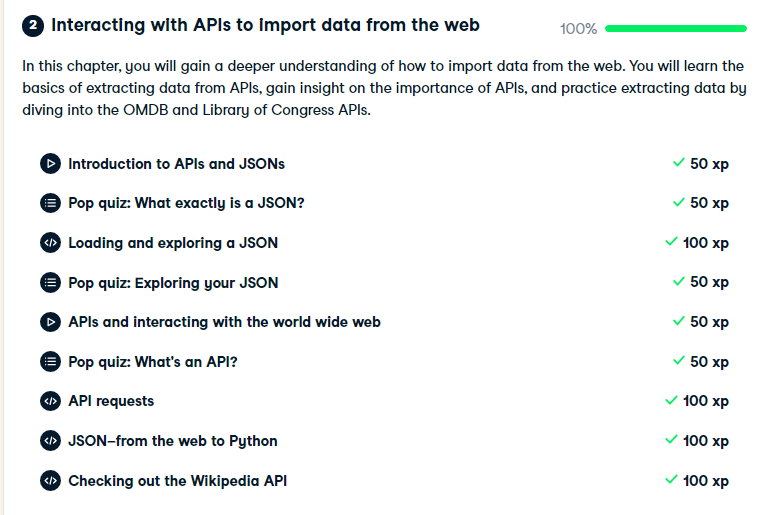 2 Interacting with APIs to import data from the web 100%
In this chapter, you will gain a deeper understanding of how to import data from the web. You will learn the
basics of extracting data from APIs, gain insight on the importance of APIs, and practice extracting data by
diving into the OMDB and Library of Congress APIs.
Introduction to APIs and JSONs 50 xp
Pop quiz: What exactly is a JSON? 50 xp
Loading and exploring a JSON 100 xp
Pop quiz: Exploring your JSON 50 xp
APIs and interacting with the world wide web 50 xp
Pop quiz: What's an API? 50 xp
API requests 100 xp
JSON–from the web to Python 100 xp
Checking out the Wikipedia API 100 xp